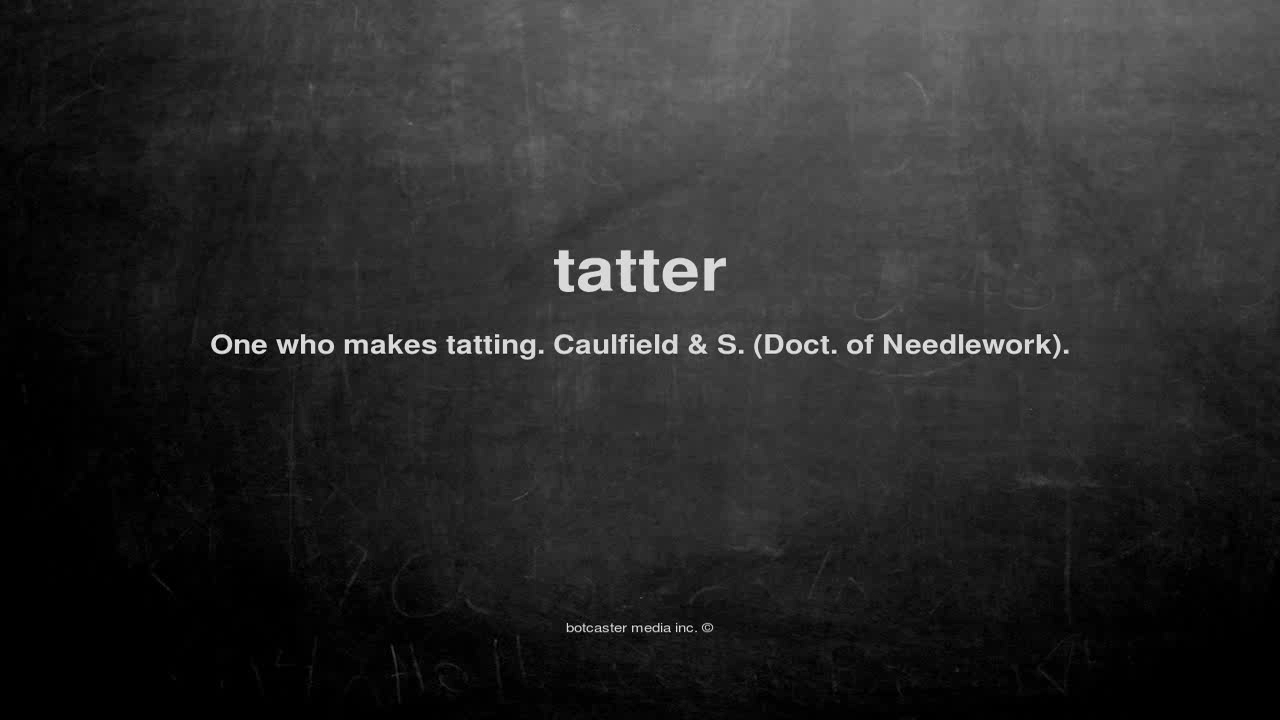 tatter
One who makes tatting. Caulfield & S. (Doct. of Needlework).
botcaster media inc. ©